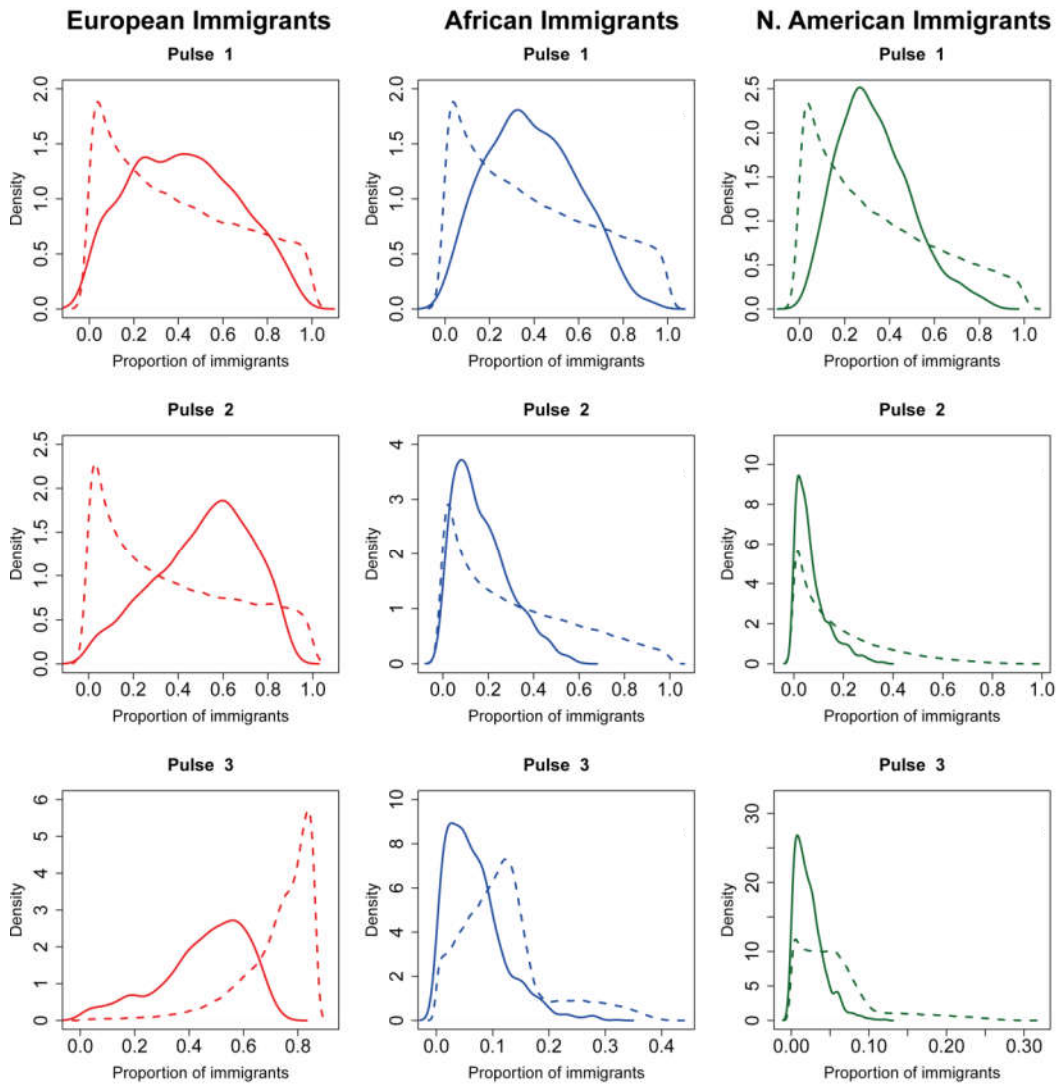 European Immigrants African Immigrants N. American Immigrants
Pulse 1 Pulse 1 Pulse 1
Density
0.0 0.5 1.0 1.5 2.0
0.0 0.2 0.4 0.6 0.8 1.0
Proportion of immigrants
Density
0.0 0.5 1.0 1.5 2.0
0.0 0.2 0.4 0.6 0.8 1.0
Proportion of immigrants
Density
0.0 0.5 1.0 1.5 2.0 2.5
0.0 0.2 0.4 0.6 0.8 1.0
Proportion of immigrants
Pulse 2 Pulse 2 Pulse 2
Density
0.0 0.5 1.0 1.5 2.0 2.5
0.0 0.2 0.4 0.6 0.8 1.0
Proportion of immigrants
Density
0 1 2 3 4
0.0 0.2 0.4 0.6 0.8 1.0
Proportion of immigrants
Density
0 2 4 6 8 10
0.0 0.2 0.4 0.6 0.8 1.0
Proportion of immigrants
Pulse 3 Pulse 3 Pulse 3
Density
0 1 2 3 4 5 6
0.0 0.2 0.4 0.6 0.8
Proportion of immigrants
Density
0 2 4 6 8 10
0.0 0.1 0.2 0.3 0.4
Proportion of immigrants
Density
0 10 20 30
0.00 0.10 0.20 0.30
Proportion of immigrants